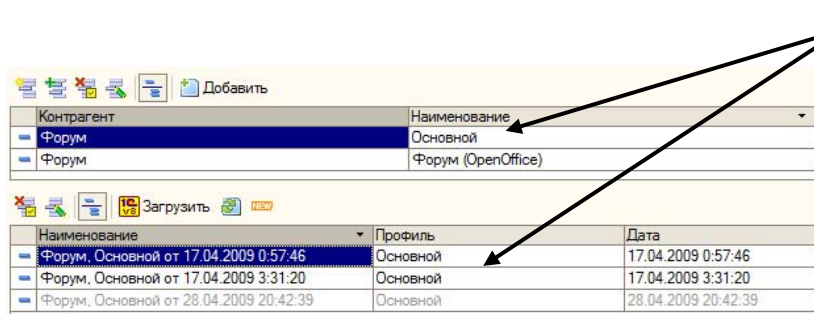 Добавить
Контрагент Наименование
Форум Основной
Форум Форум (OpenOffice)
1С V8 Загрузить NEW
Наименование Профиль Дата
Форум, Основной от 17.04.2009 0:57:46 Основной 17.04.2009 0:57:46
Форум, Основной от 17.04.2009 3:31:20 Основной 17.04.2009 3:31:20
Форум, Основной от 28.04.2009 20:42:39 Основной 28.04.2009 20:42:39